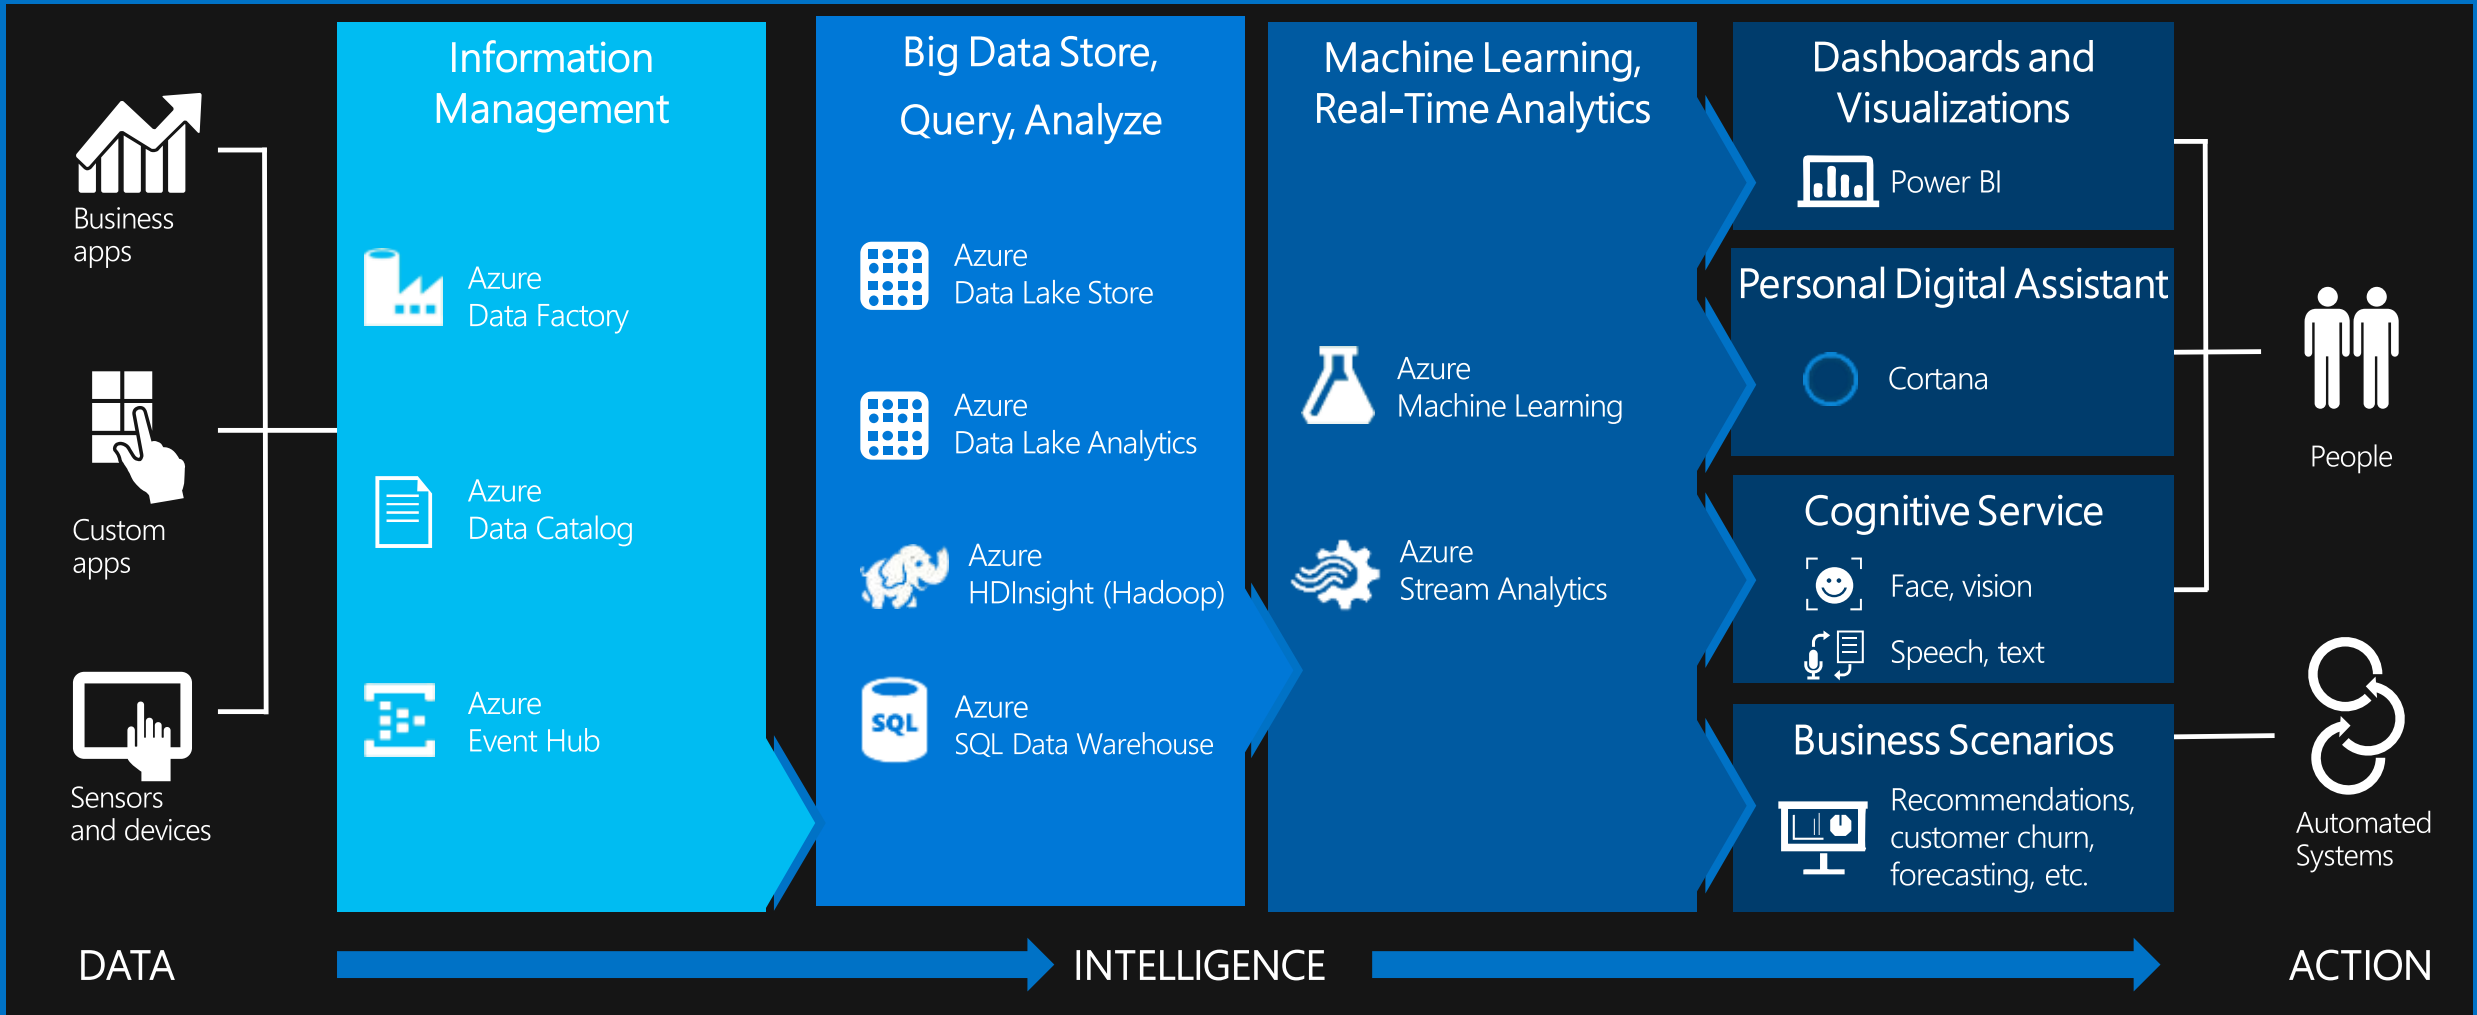 Business
apps
Custom
apps
Sensors
and devices
Information
Management
Azure
Data Factory
Azure
Data Catalog
Azure
Event Hub
Big Data Store,
Query, Analyze
Azure
Data Lake Store
Azure
Data Lake Analytics
Azure
HDInsight (Hadoop)
SQL
Azure
SQL Data Warehouse
Machine Learning,
Real-Time Analytics
Azure
Machine Learning
Azure
Stream Analytics
Dashboards and
Visualizations
Power BI
Personal Digital Assistant
Cortana
Cognitive Service
Face, vision
Speech, text
Business Scenarios
Recommendations,
customer churn,
forecasting, etc.
People
Automated
Systems
DATA
INTELLIGENCE
ACTION